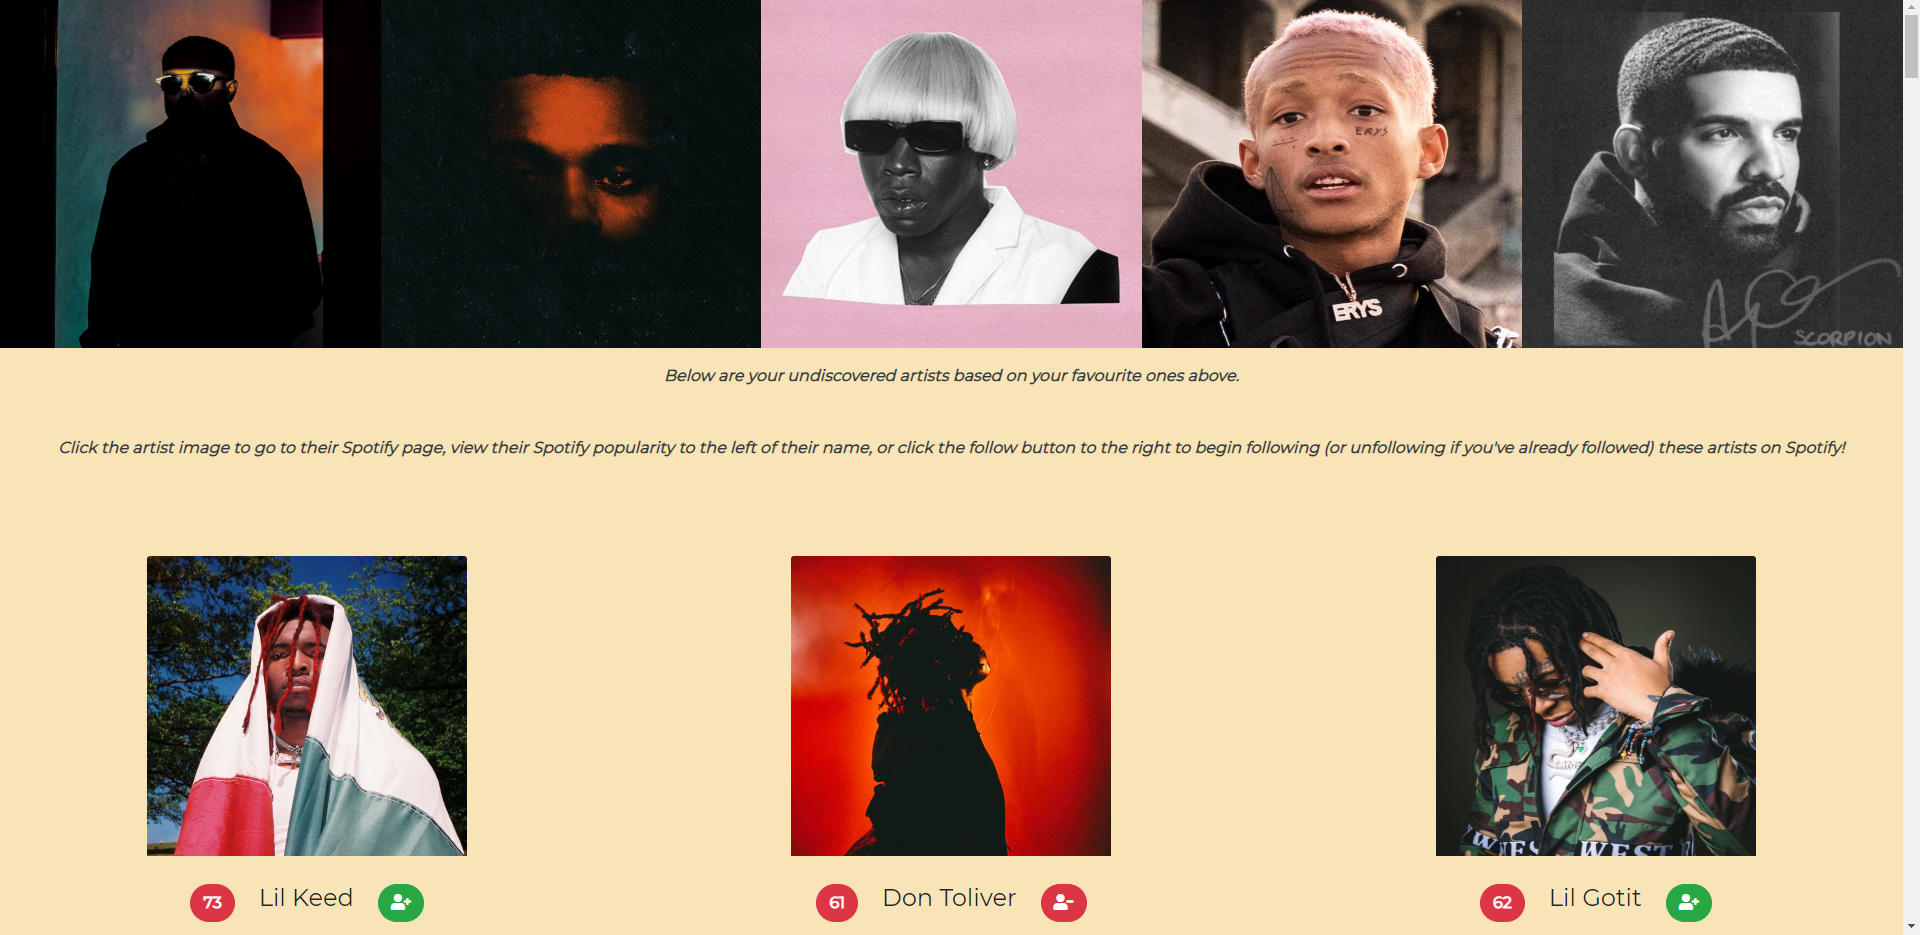 ERYS
ERYS
SCORPION
Below are your undiscovered artists based on your favourite ones above.
Click the artist image to go to their Spotify page, view their Spotify popularity to the left of their name, or click the follow button to the right to begin following (or unfollowing if you've already followed) these artists on Spotify!
WEST
73 Lil Keed
61 Don Toliver
62 Lil Gotit